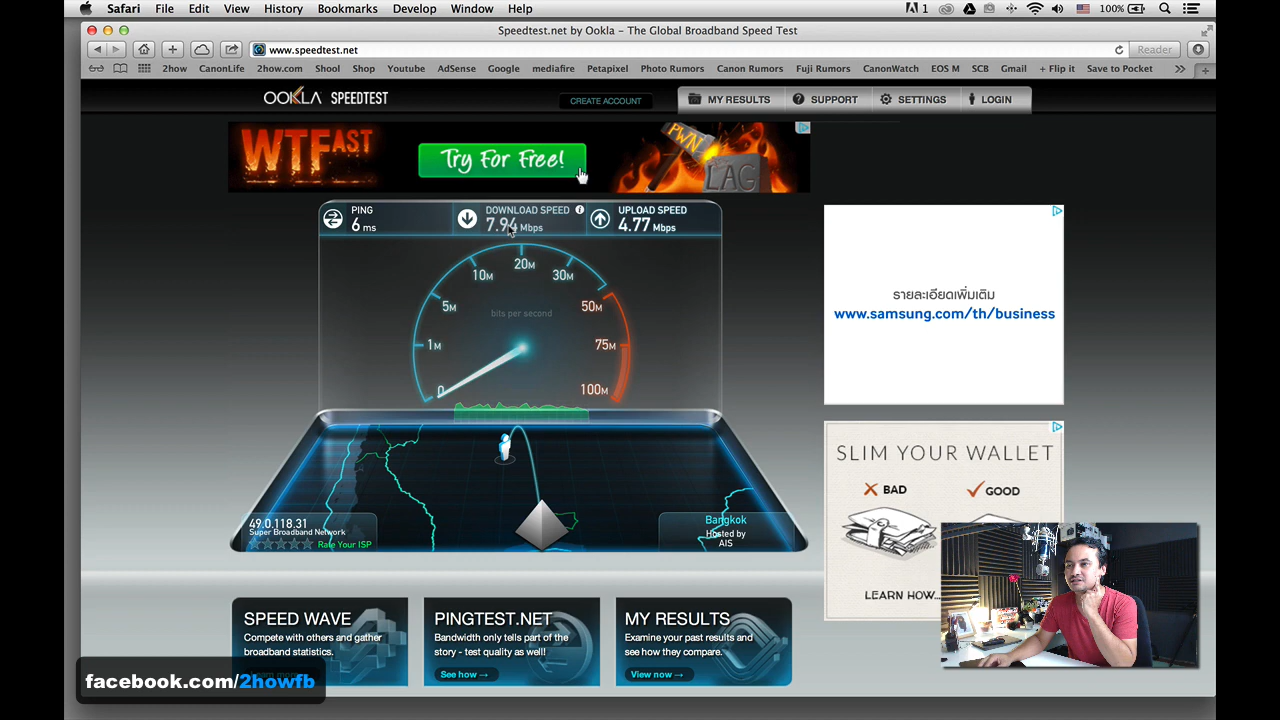 Safari File Edit View History Bookmarks Develop Window Help
1 100%
Speedtest.net by Ookla – The Global Broadband Speed Test
www.speedtest.net
Reader
2how CanonLife 2how.com Shool Shop Youtube AdSense Google mediafire Petapixel Photo Rumors Canon Rumors Fuji Rumors CanonWatch EOS M SCB Gmail + Flip it Save to Pocket
OOKLA SPEEDTEST
CREATE ACCOUNT
MY RESULTS SUPPORT SETTINGS LOGIN
WTFAST
Try For Free!
PWN
LAG
PING
6 ms
DOWNLOAD SPEED
7.94 Mbps
UPLOAD SPEED
4.77 Mbps
0
1M
5M
10M
20M
30M
50M
75M
100M
bits per second
49.0.118.31
Super Broadband Network
Rate Your ISP
Bangkok
Hosted by
AIS
รายละเอียดเพิ่มเติม
www.samsung.com/th/business
SLIM YOUR WALLET
BAD GOOD
LEARN HOW...
SPEED WAVE
Compete with others and gather
broadband statistics.
PINGTEST.NET
Bandwidth only tells part of the
story - test quality as well!
See how →
MY RESULTS
Examine your past results and
see how they compare.
View now →
facebook.com/2howfb